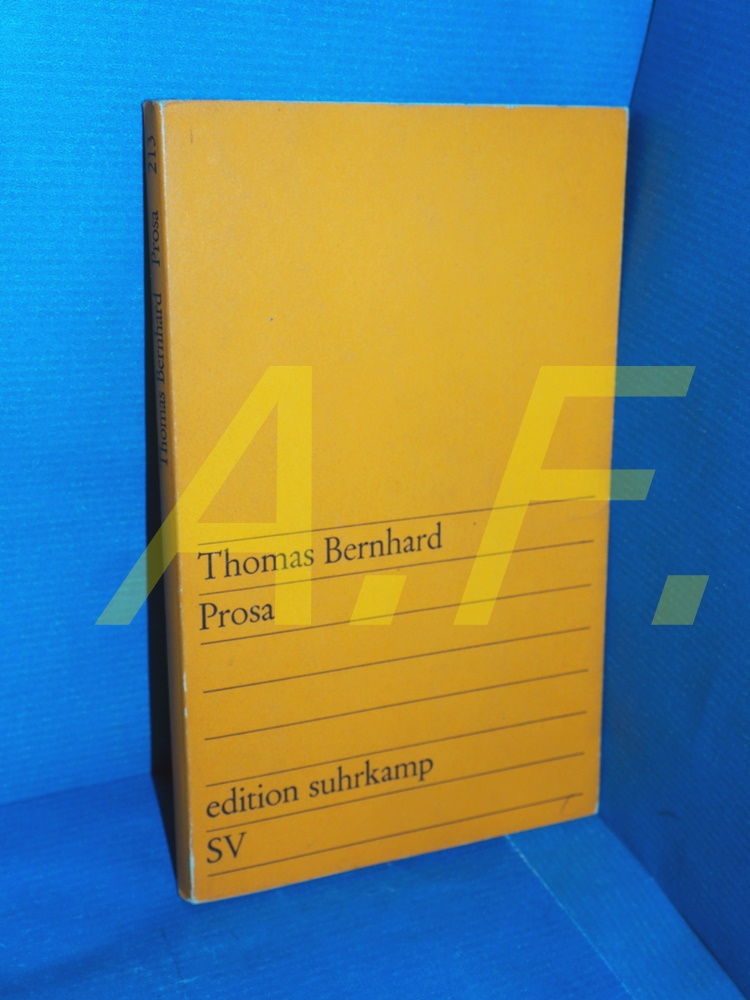 Thomas Bernhard Prosa 213
Thomas Bernhard
Prosa
edition suhrkamp
SV
A.F.